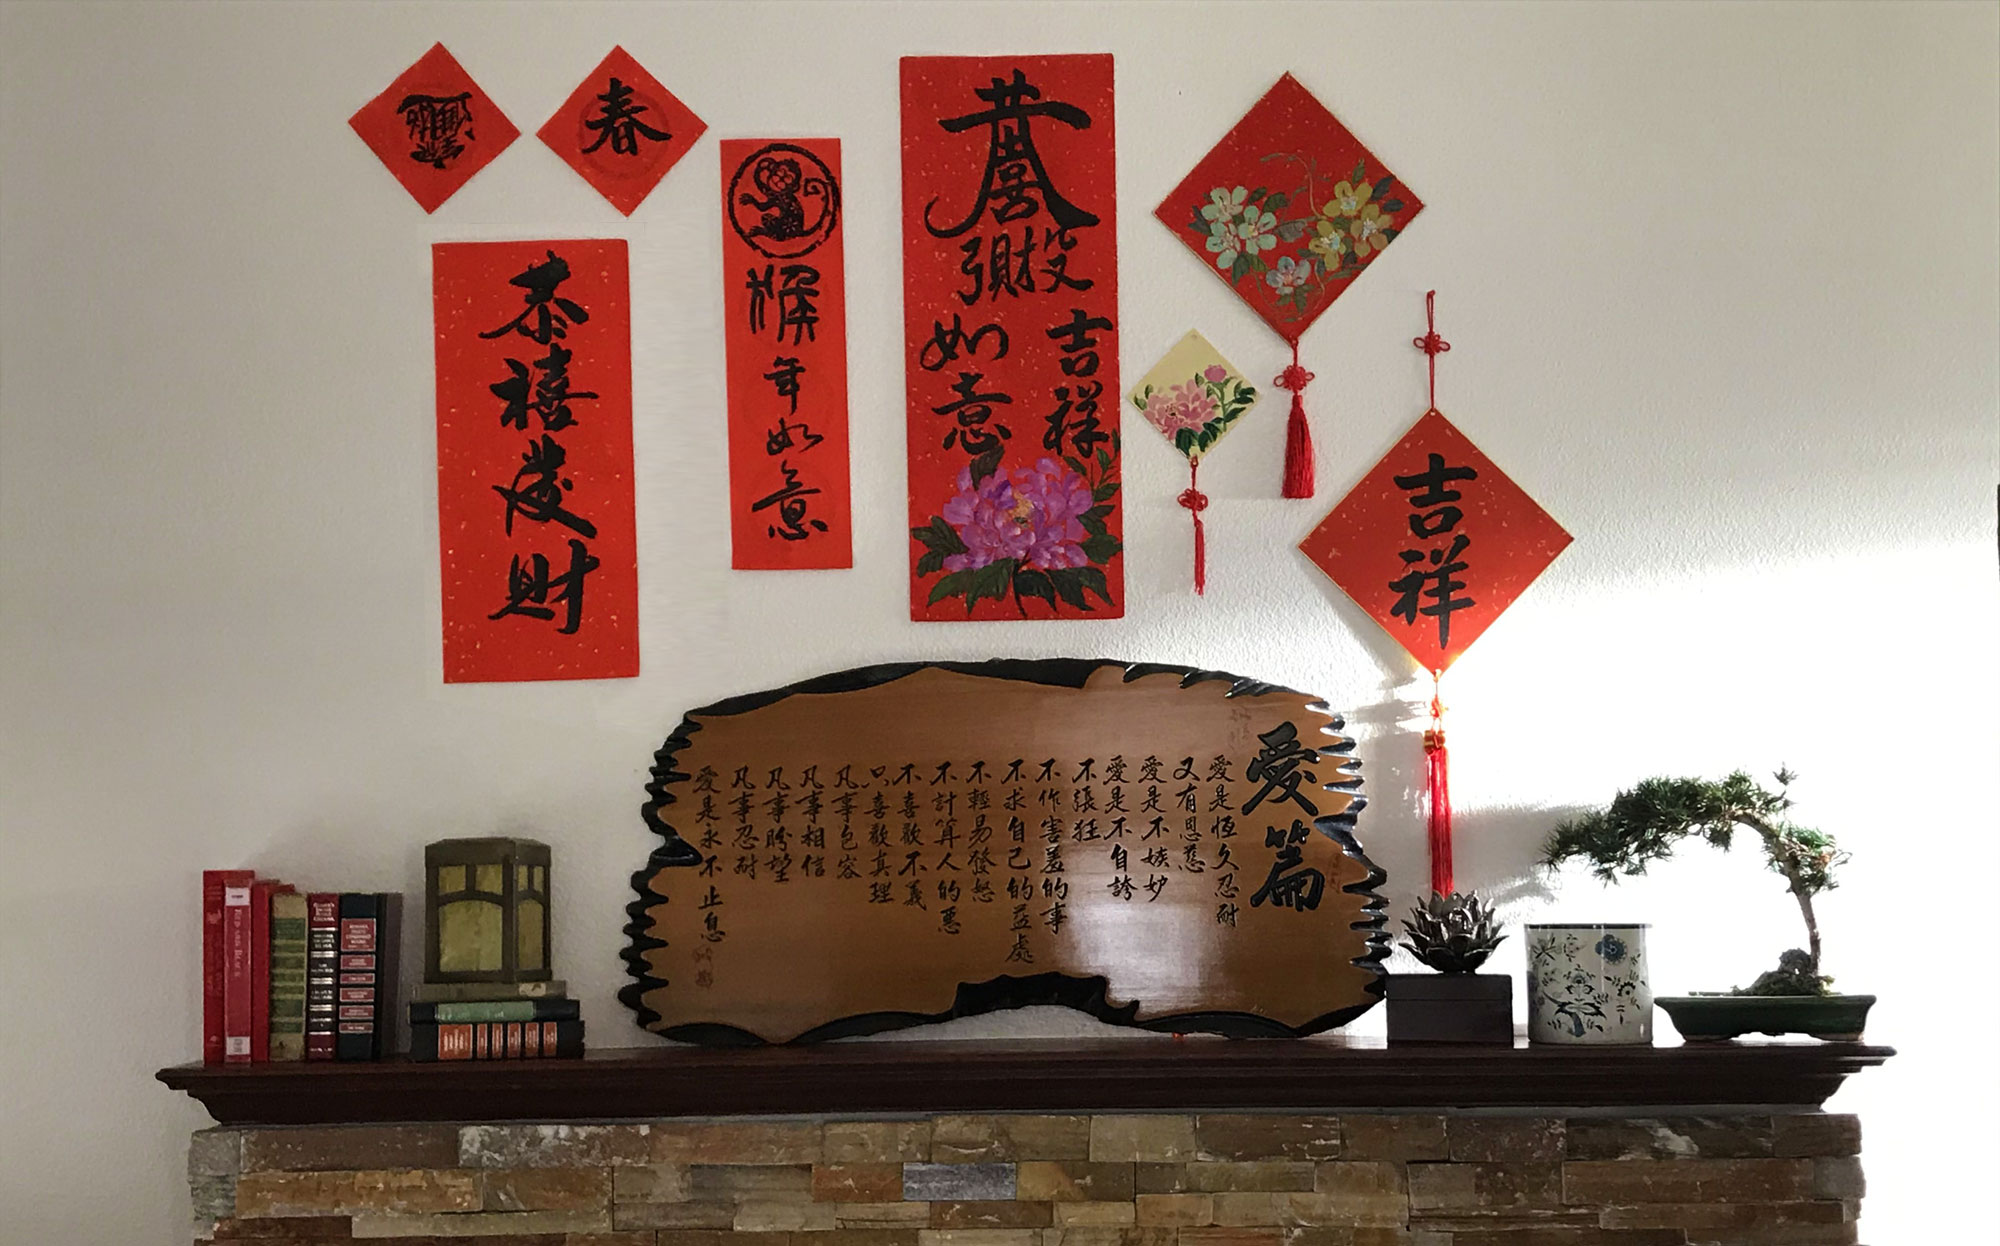 春
恭禧發財
猴年如意
吉祥
如意
吉祥
愛篇
愛是恆久忍耐
又有恩慈
愛是不嫉妒
愛是不自誇
不張狂
不作害羞的事
不求自己的益處
不輕易發怒
不計算人的惡
不喜歡不義
只喜歡真理
凡事包容
凡事相信
凡事盼望
凡事忍耐
愛是永不止息